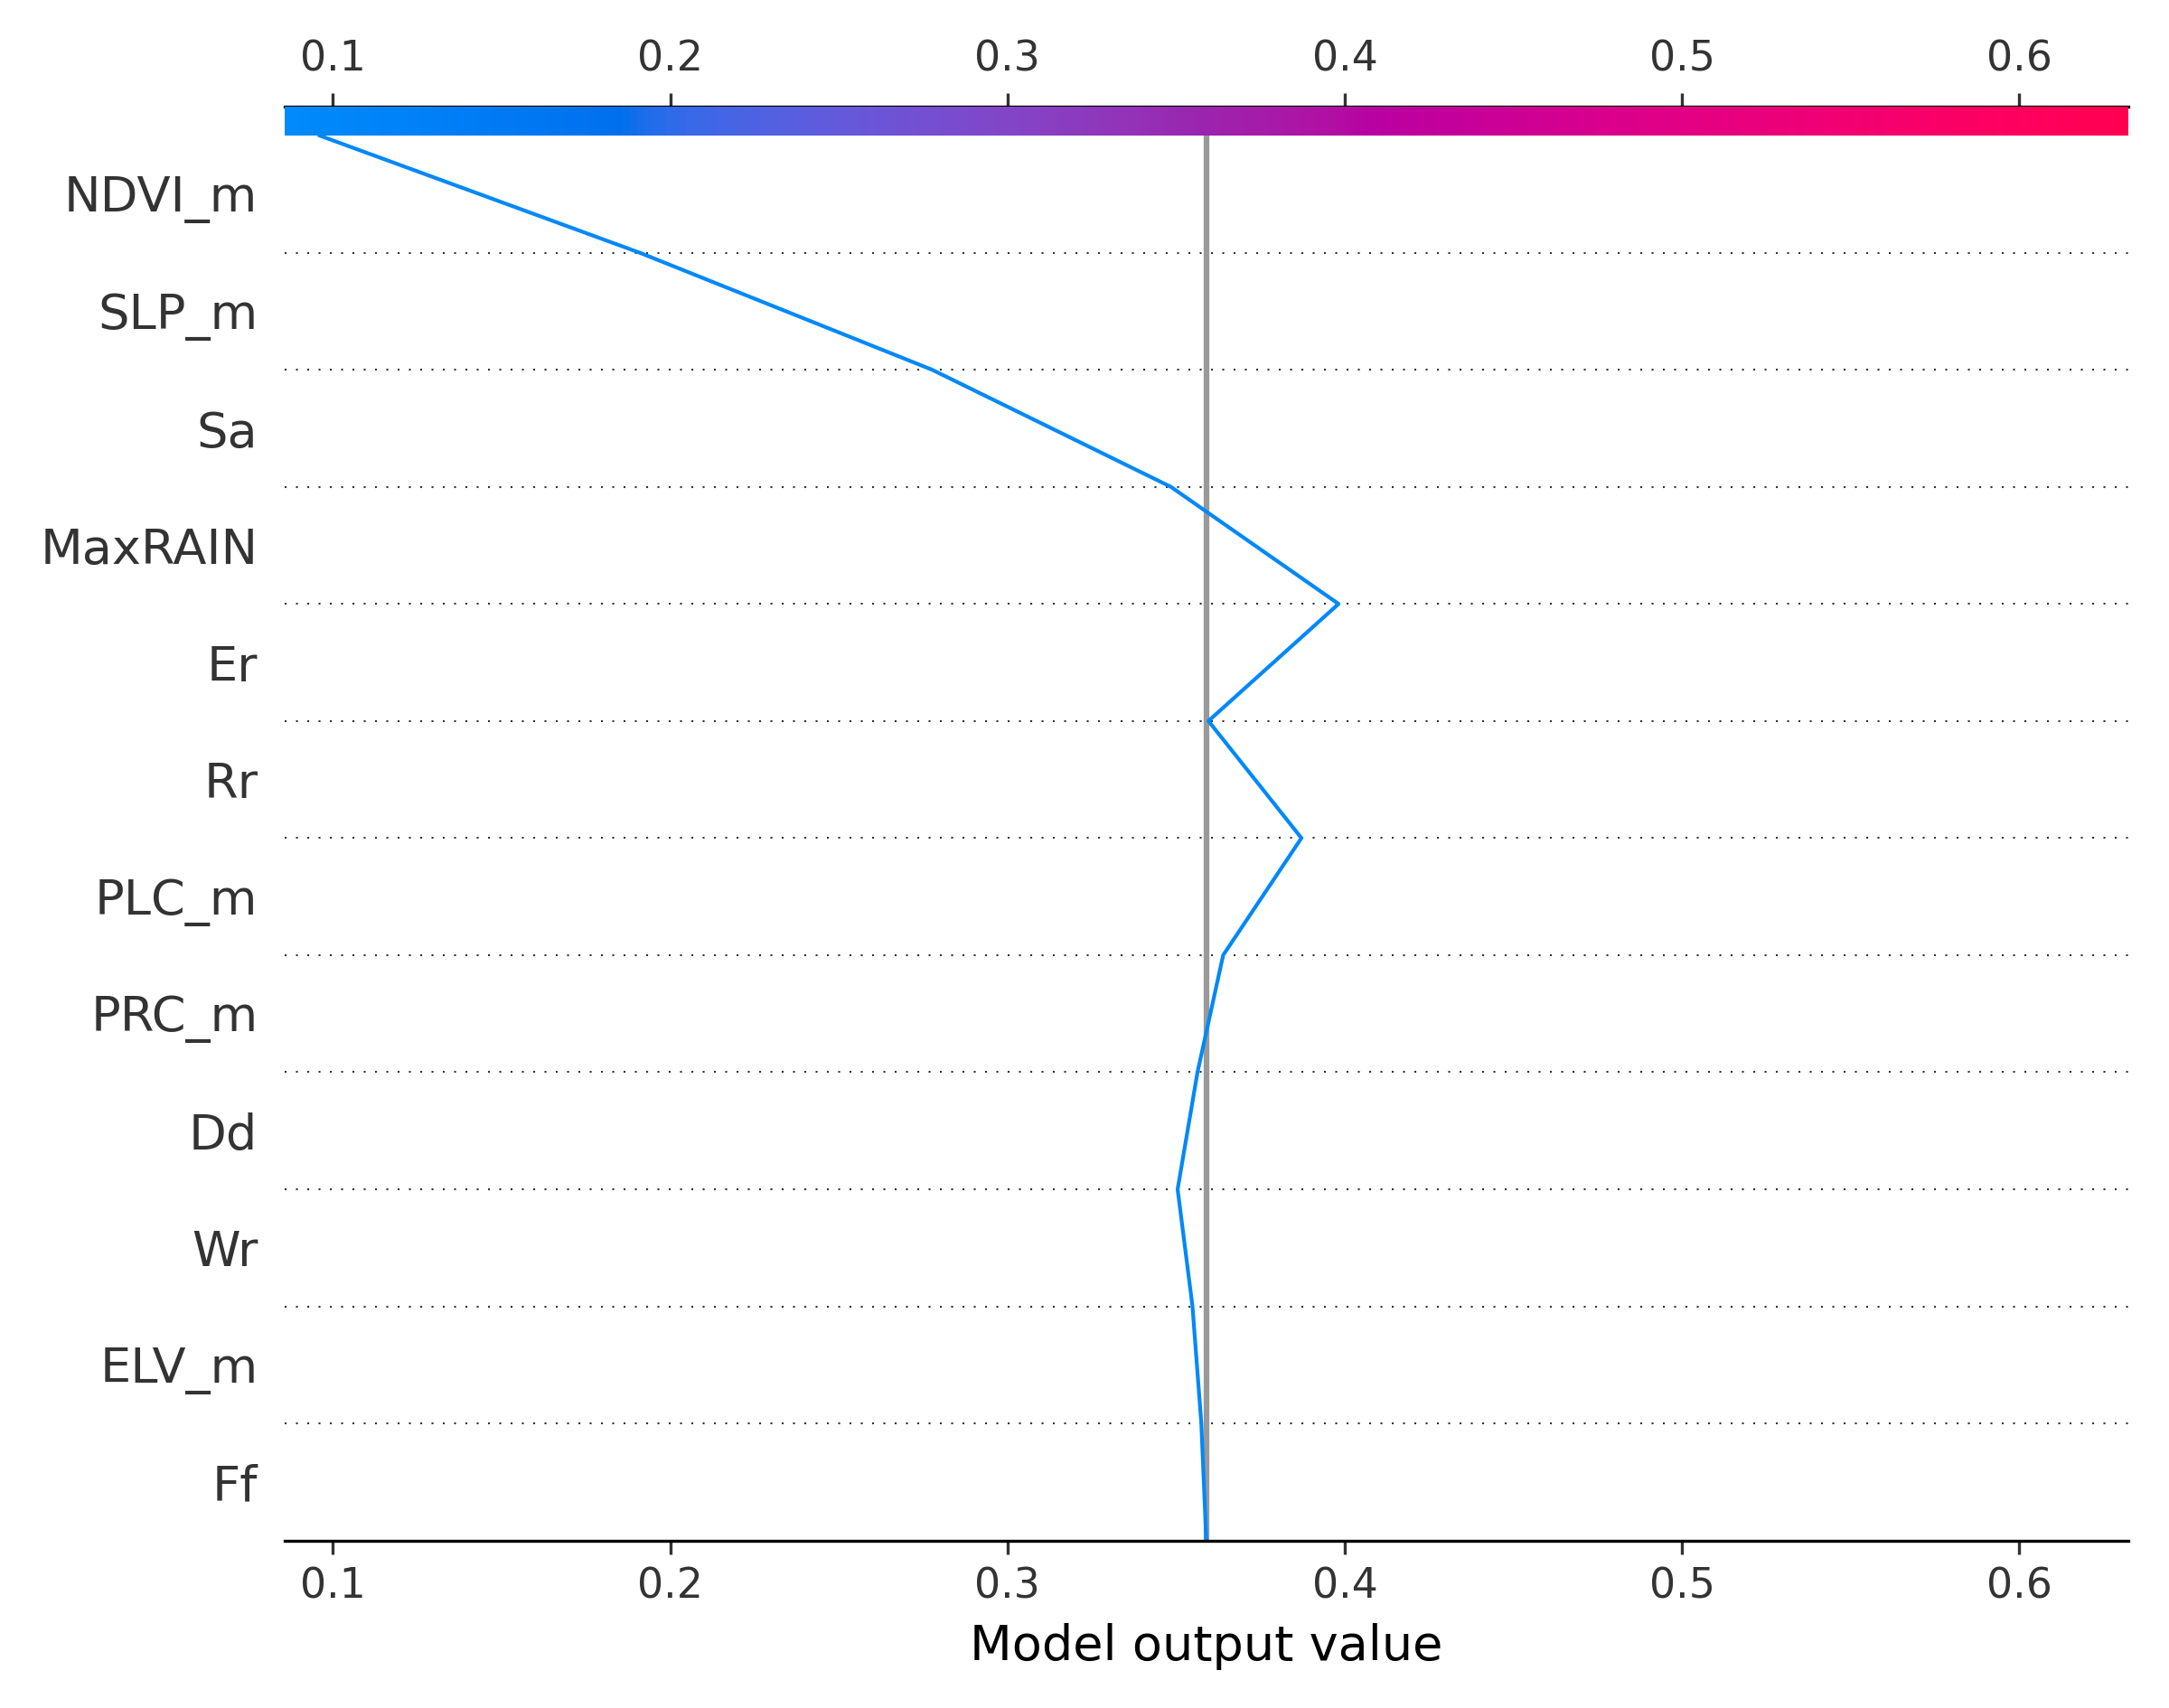 0.1 0.2 0.3 0.4 0.5 0.6
NDVI_m
SLP_m
Sa
MaxRAIN
Er
Rr
PLC_m
PRC_m
Dd
Wr
ELV_m
Ff
0.1 0.2 0.3 0.4 0.5 0.6
Model output value